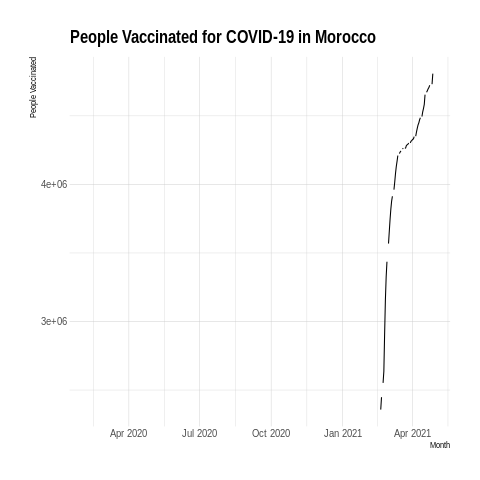 People Vaccinated for COVID-19 in Morocco
People Vaccinated
4e+06
3e+06
Apr 2020 Jul 2020 Oct 2020 Jan 2021 Apr 2021
Month